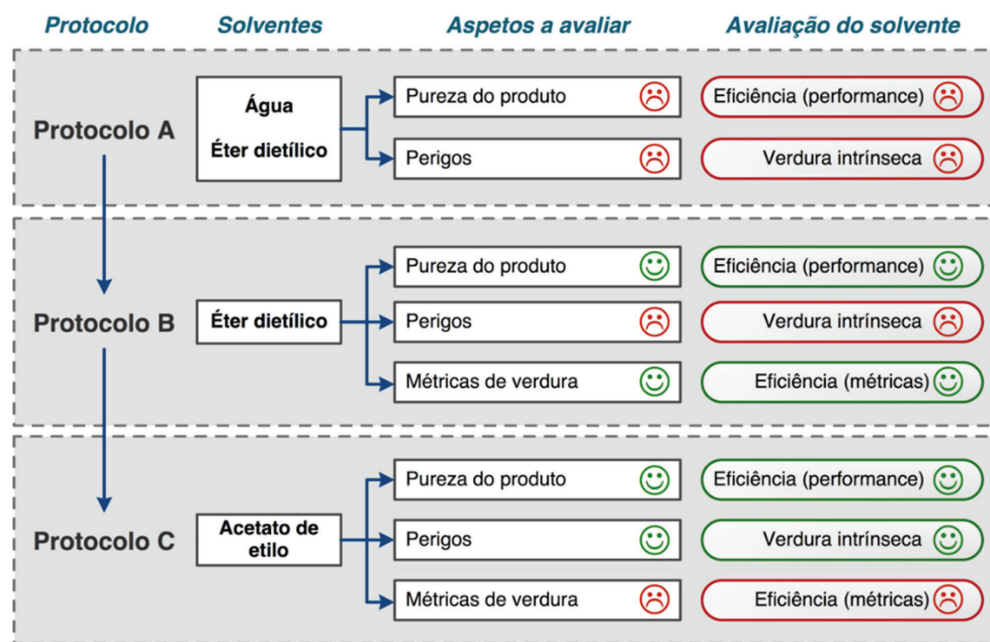 Protocolo
Solventes
Aspetos a avaliar
Avaliação do solvente
Protocolo A
Água
Éter dietílico
Pureza do produto
Eficiência (performance)
Perigos
Verdura intrínseca
Protocolo B
Éter dietílico
Pureza do produto
Eficiência (performance)
Perigos
Verdura intrínseca
Métricas de verdura
Eficiência (métricas)
Protocolo C
Acetato de
etilo
Pureza do produto
Eficiência (performance)
Perigos
Verdura intrínseca
Métricas de verdura
Eficiência (métricas)